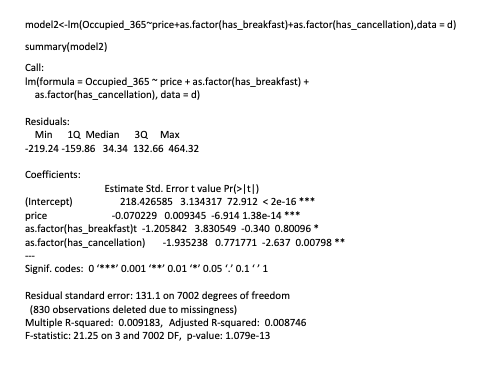 model2<-lm(Occupied_365~price+as.factor(has_breakfast)+as.factor(has_cancellation),data = d)
summary(model2)
Call:
lm(formula = Occupied_365 ~ price + as.factor(has_breakfast) +
as.factor(has_cancellation), data = d)
Residuals:
Min 1Q Median 3Q Max
-219.24 -159.86 34.34 132.66 464.32
Coefficients:
Estimate Std. Error t value Pr(>|t|)
(Intercept) 218.426585 3.134317 72.912 < 2e-16 ***
price -0.070229 0.009345 -6.914 1.38e-14 ***
as.factor(has_breakfast)t -1.205842 3.830549 -0.340 0.80096 *
as.factor(has_cancellation) -1.935238 0.771771 -2.637 0.00798 **
---
Signif. codes: 0 ‘***’ 0.001 ‘**’ 0.01 ‘*’ 0.05 ‘.’ 0.1 ‘ ’ 1
Residual standard error: 131.1 on 7002 degrees of freedom
(830 observations deleted due to missingness)
Multiple R-squared: 0.009183, Adjusted R-squared: 0.008746
F-statistic: 21.25 on 3 and 7002 DF, p-value: 1.079e-13